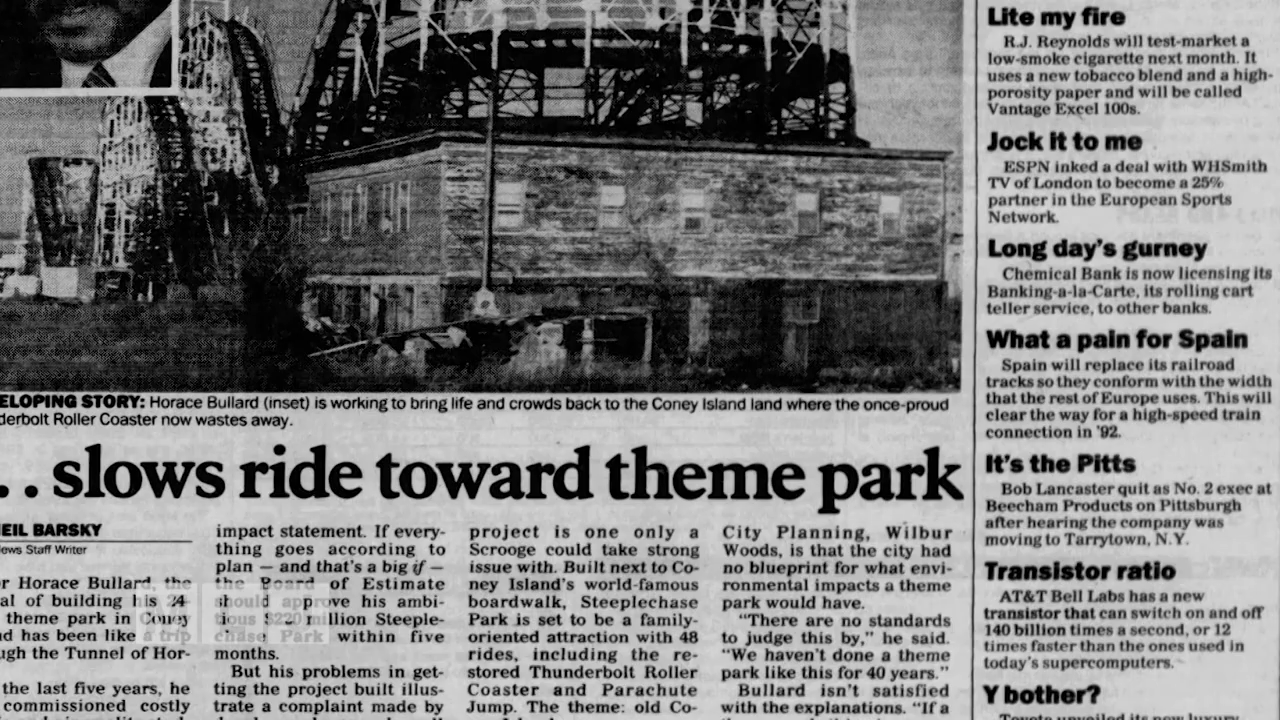 ELOPING STORY: Horace Bullard (inset) is working to bring life and crowds back to the Coney Island land where the once-proud
derbolt Roller Coaster now wastes away.
. . slows ride toward theme park
EIL BARSKY
ews Staff Writer
r Horace Bullard, the
al of building his 24-
theme park in Coney
d has been like a trip
ugh the Tunnel of Hor-
the last five years, he
commissioned costly
impact statement. If every-
thing goes according to
plan — and that's a big if —
the Board of Estimate
should approve his ambi-
tious $220 million Steeple-
chase Park within five
months.
But his problems in get-
ting the project built illus-
trate a complaint made by
project is one only a
Scrooge could take strong
issue with. Built next to Co-
ney Island's world-famous
boardwalk, Steeplechase
Park is set to be a family-
oriented attraction with 48
rides, including the re-
stored Thunderbolt Roller
Coaster and Parachute
Jump. The theme: old Co-
City Planning, Wilbur
Woods, is that the city had
no blueprint for what envi-
ronmental impacts a theme
park would have.
"There are no standards
to judge this by," he said.
"We haven't done a theme
park like this for 40 years."
Bullard isn't satisfied
with the explanations. "If a
Lite my fire
R.J. Reynolds will test-market a
low-smoke cigarette next month. It
uses a new tobacco blend and a high-
porosity paper and will be called
Vantage Excel 100s.
Jock it to me
ESPN inked a deal with WHSmith
TV of London to become a 25%
partner in the European Sports
Network.
Long day's gurney
Chemical Bank is now licensing its
Banking-a-la-Carte, its rolling cart
teller service, to other banks.
What a pain for Spain
Spain will replace its railroad
tracks so they conform with the width
that the rest of Europe uses. This will
clear the way for a high-speed train
connection in '92.
It's the Pitts
Bob Lancaster quit as No. 2 exec at
Beecham Products on Pittsburgh
after hearing the company was
moving to Tarrytown, N.Y.
Transistor ratio
AT&T Bell Labs has a new
transistor that can switch on and off
140 billion times a second, or 12
times faster than the ones used in
today's supercomputers.
Y bother?
Toyota unveiled its new luxury